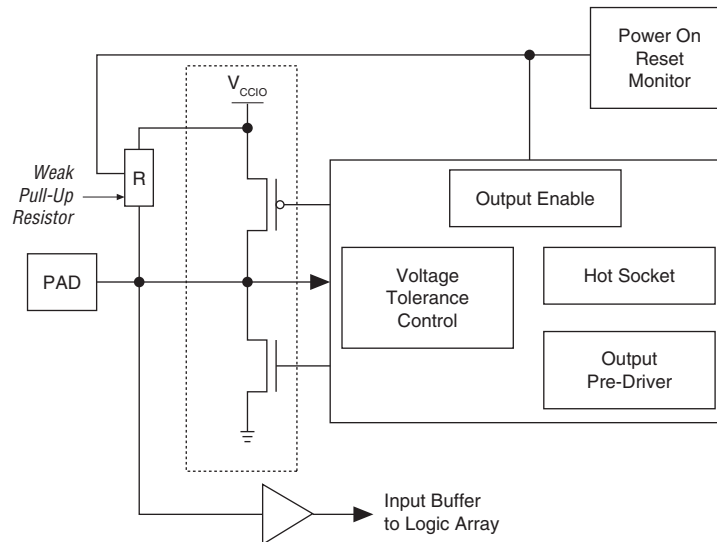 Power On
Reset
Monitor
V CCIO
Weak
Pull-Up
Resistor
R
Output Enable
PAD
Voltage
Tolerance
Control
Hot Socket
Output
Pre-Driver
Input Buffer
to Logic Array